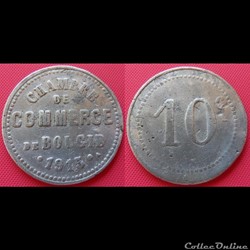 CHAMBRE
DE
COMMERCE
DE BOUGIE
1915
10 C.
CollecOnline